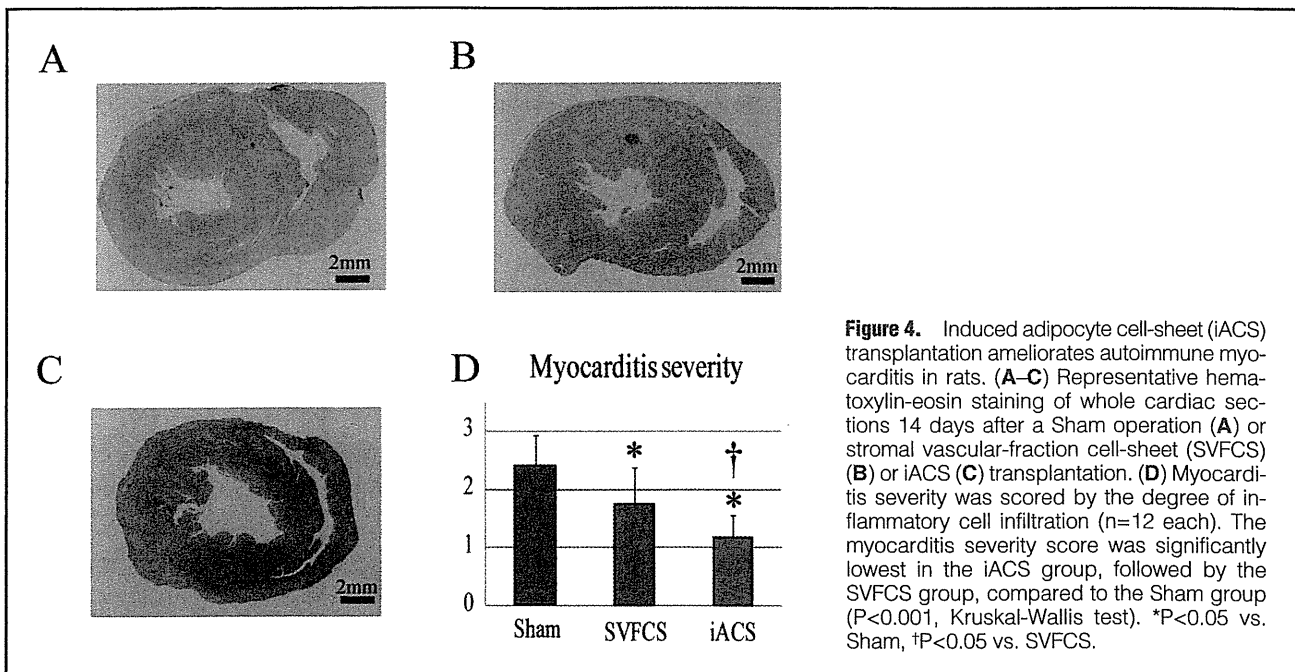 A
B
2mm
2mm
C
D
Myocarditis severity
2mm
3
2
1
0
*
†
*
Sham
SVFCS
iACS
Figure 4. Induced adipocyte cell-sheet (iACS)
transplantation ameliorates autoimmune myo-
carditis in rats. (A–C) Representative hema-
toxylin-eosin staining of whole cardiac sec-
tions 14 days after a Sham operation (A) or
stromal vascular-fraction cell-sheet (SVFCS)
(B) or iACS (C) transplantation. (D) Myocardi-
tis severity was scored by the degree of in-
flammatory cell infiltration (n=12 each). The
myocarditis severity score was significantly
lowest in the iACS group, followed by the
SVFCS group, compared to the Sham group
(P<0.001, Kruskal-Wallis test). *P<0.05 vs.
Sham, †P<0.05 vs. SVFCS.